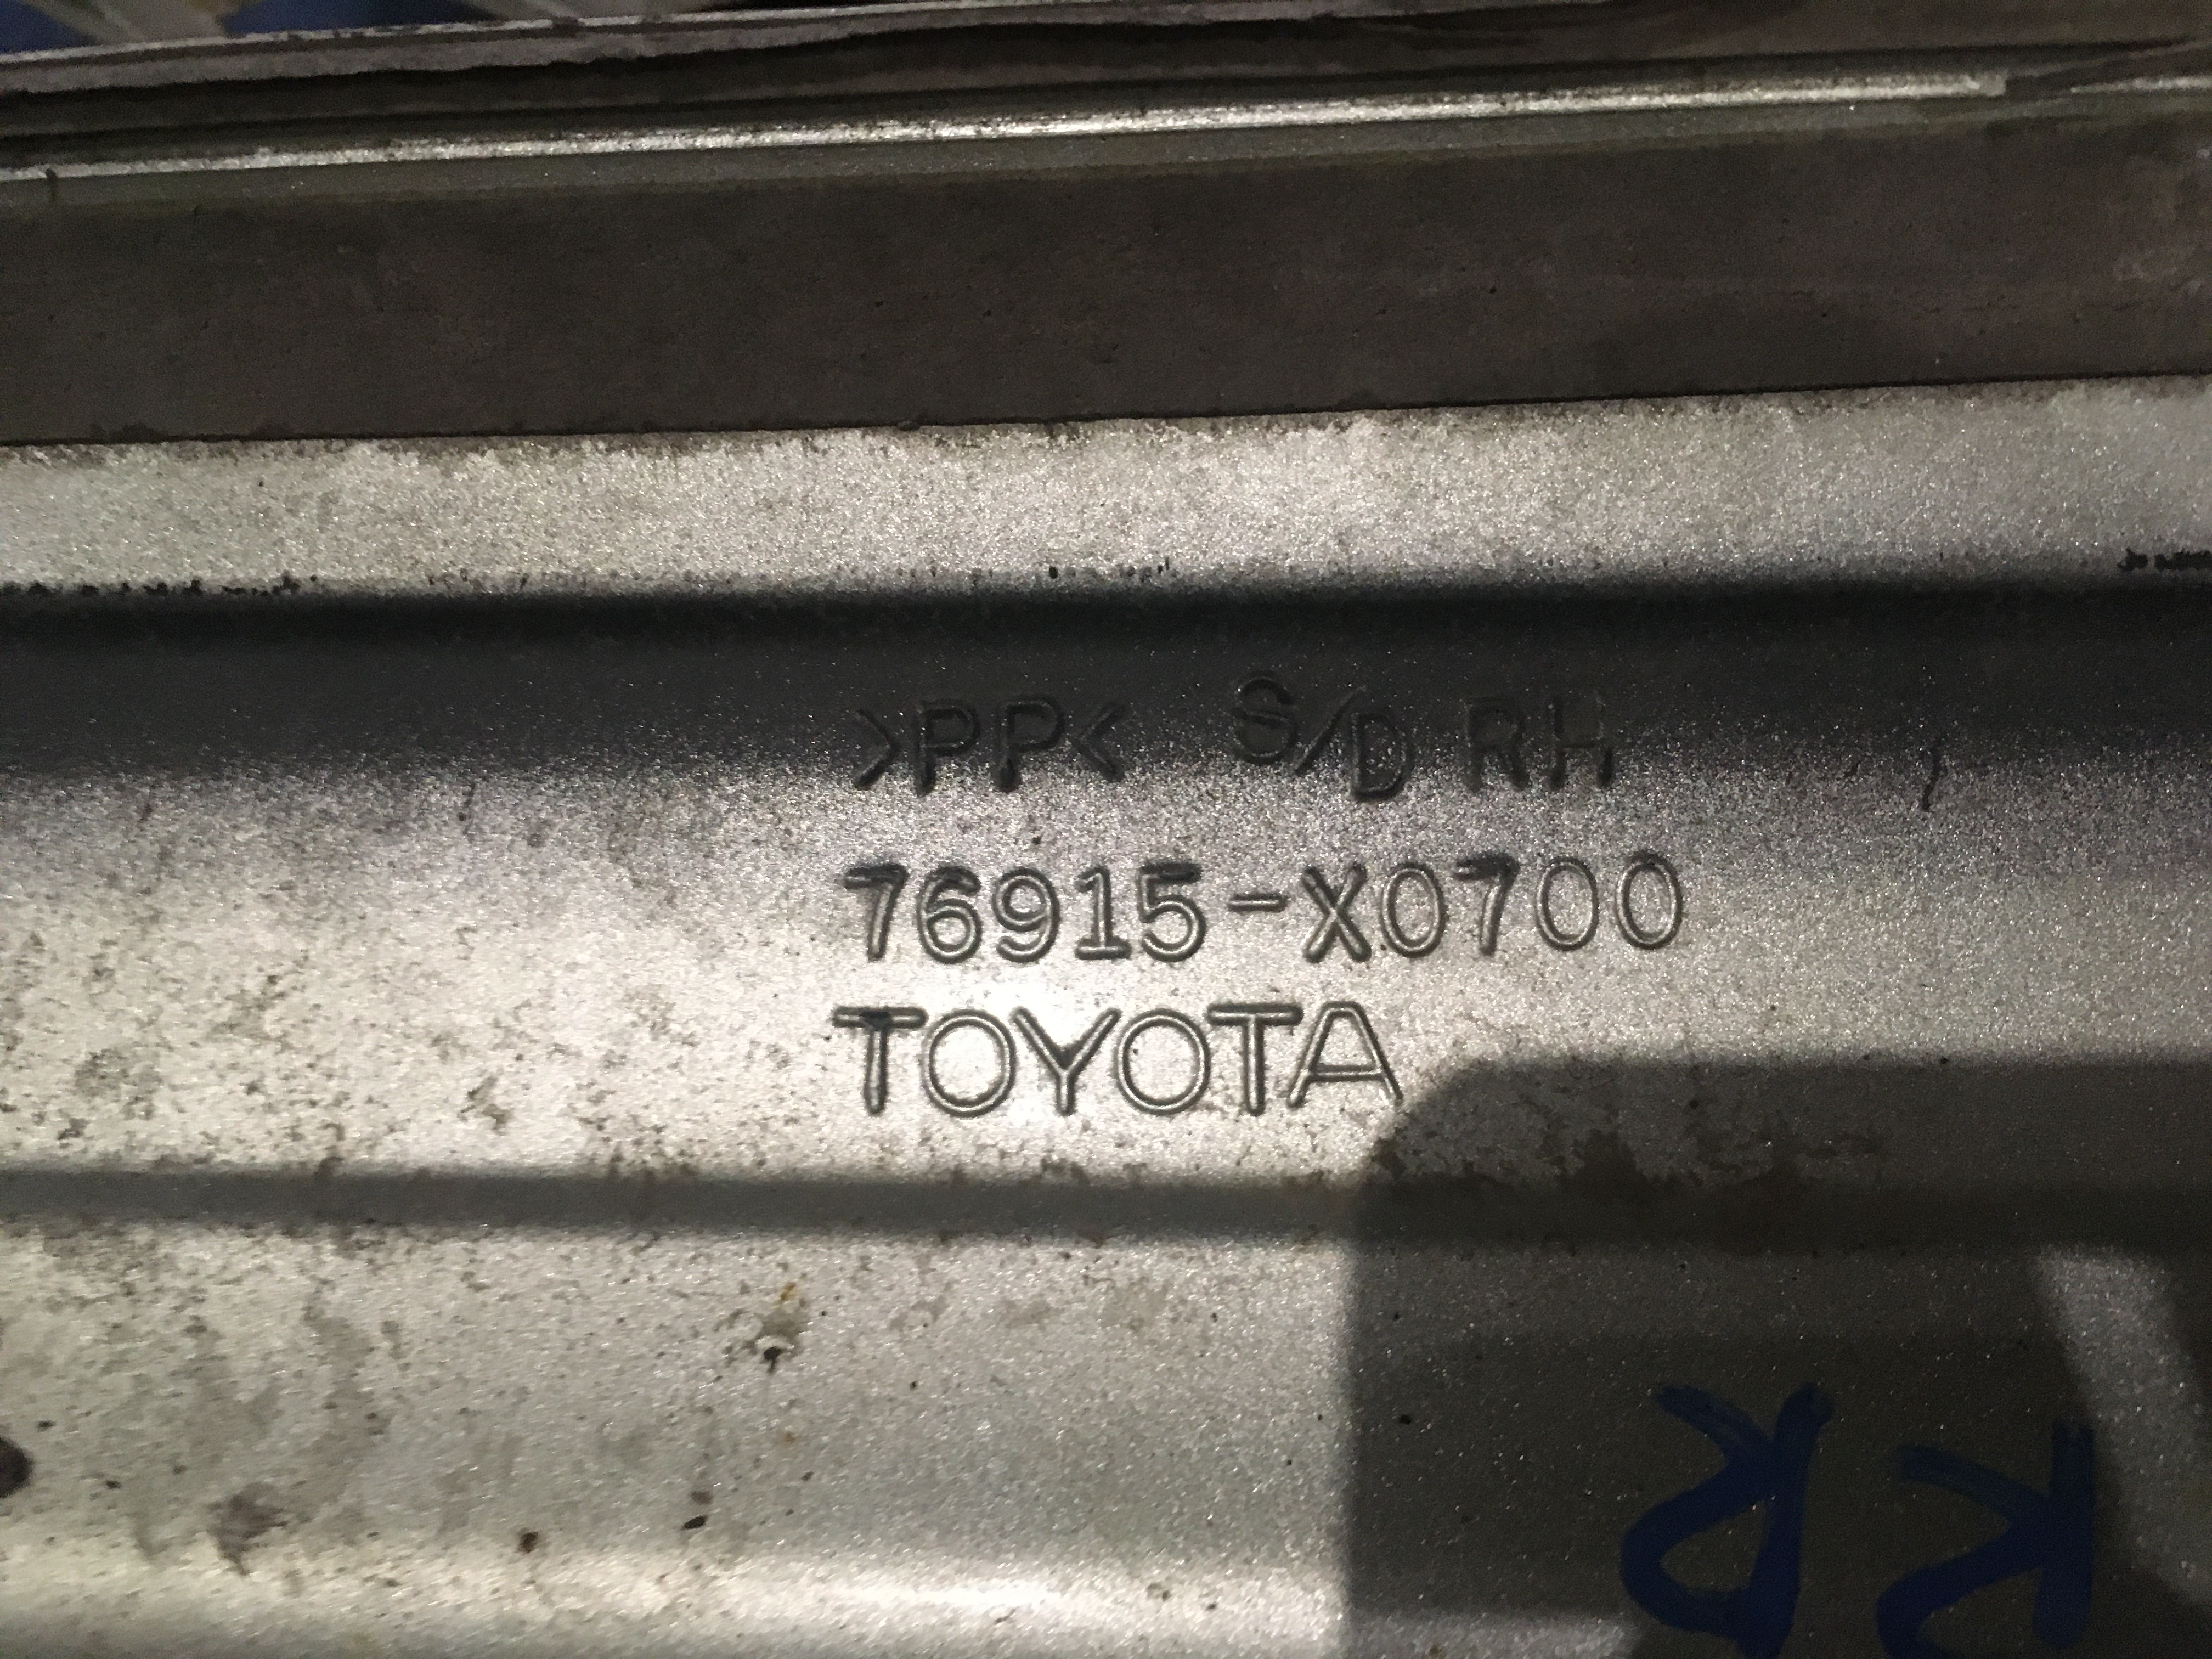 >PP< S/D RH
76915-X0700
TOYOTA